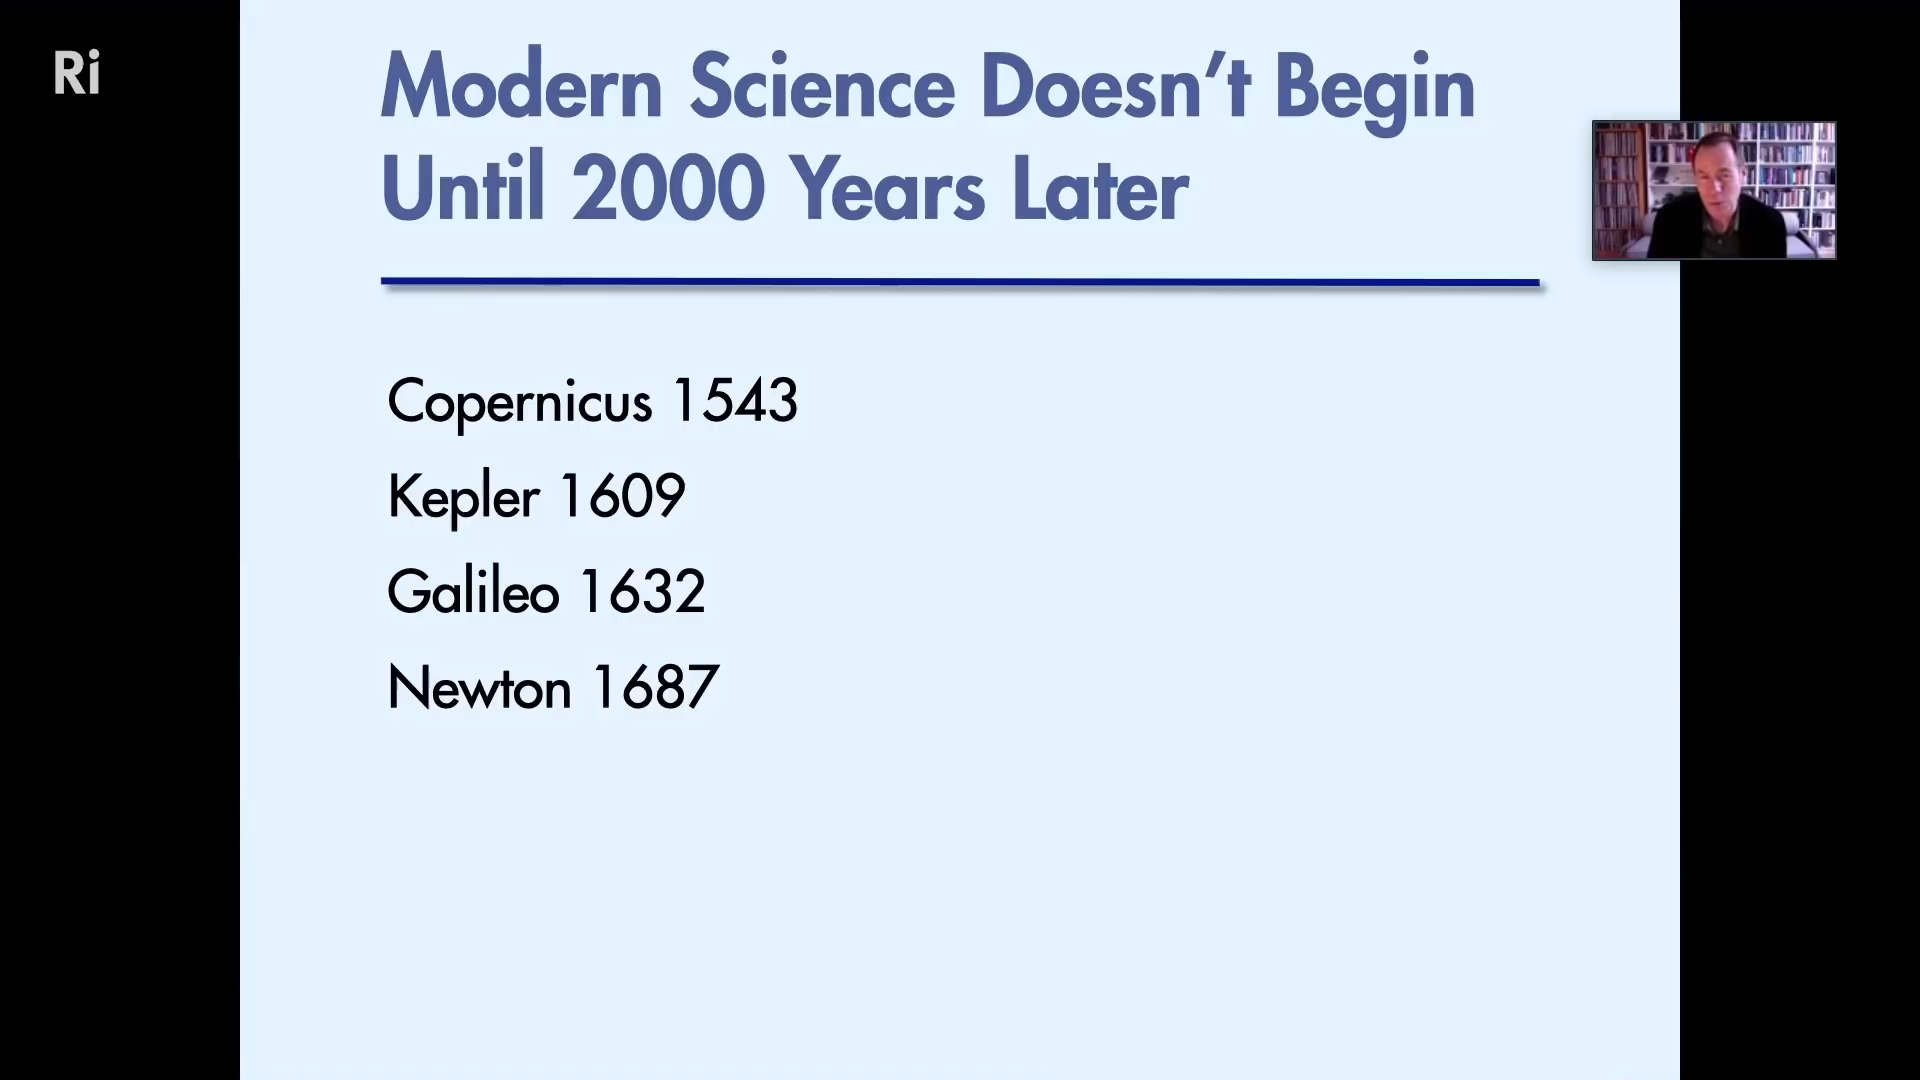 Ri
Modern Science Doesn’t Begin
Until 2000 Years Later
Copernicus 1543
Kepler 1609
Galileo 1632
Newton 1687